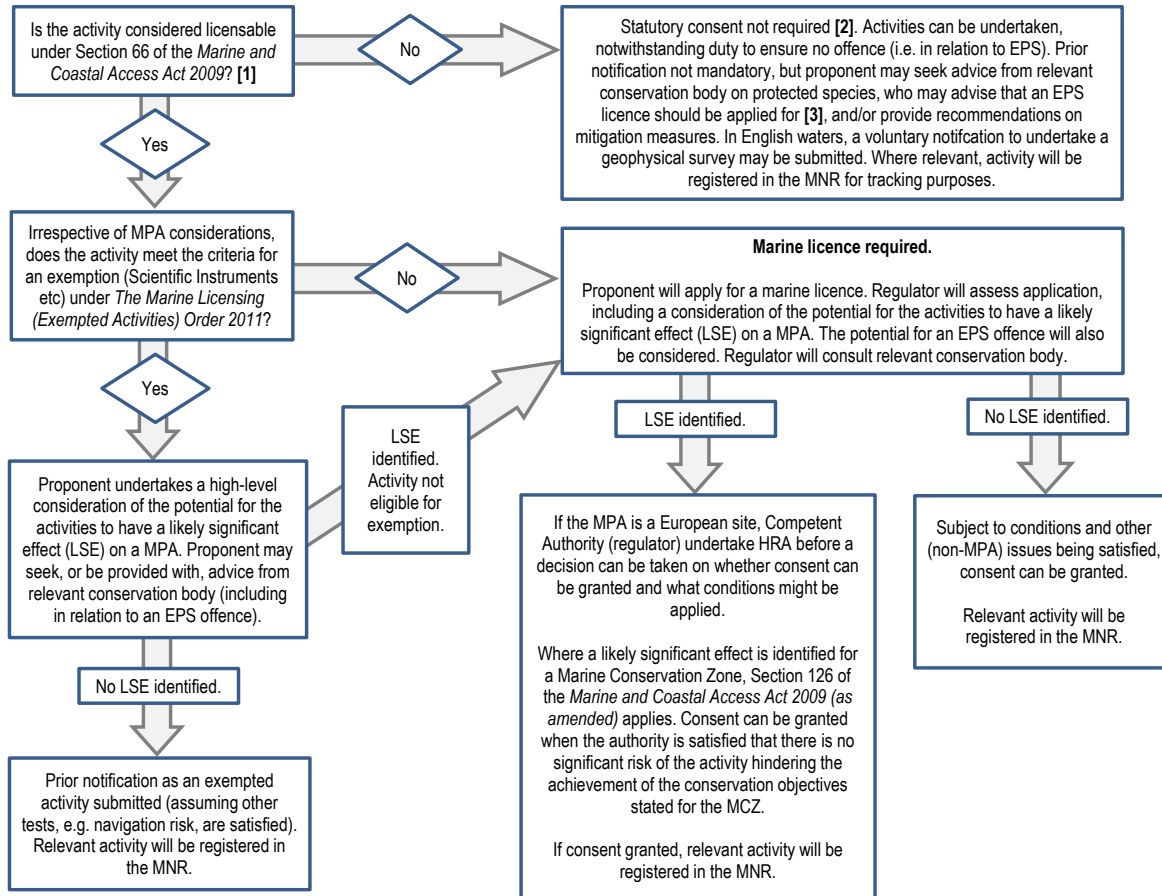 Is the activity considered licensable
under Section 66 of the Marine and
Coastal Access Act 2009? [1]
No
Statutory consent not required [2]. Activities can be undertaken,
notwithstanding duty to ensure no offence (i.e. in relation to EPS). Prior
notification not mandatory, but proponent may seek advice from relevant
conservation body on protected species, who may advise that an EPS
licence should be applied for [3], and/or provide recommendations on
mitigation measures. In English waters, a voluntary notifcation to undertake a
geophysical survey may be submitted. Where relevant, activity will be
registered in the MNR for tracking purposes.
Yes
Irrespective of MPA considerations,
does the activity meet the criteria for
an exemption (Scientific Instruments
etc) under The Marine Licensing
(Exempted Activities) Order 2011?
No
Marine licence required.
Proponent will apply for a marine licence. Regulator will assess application,
including a consideration of the potential for the activities to have a likely
significant effect (LSE) on a MPA. The potential for an EPS offence will also
be considered. Regulator will consult relevant conservation body.
Yes
LSE
identified.
Activity not
eligible for
exemption.
LSE identified.
No LSE identified.
Proponent undertakes a high-level
consideration of the potential for the
activities to have a likely significant
effect (LSE) on a MPA. Proponent may
seek, or be provided with, advice from
relevant conservation body (including
in relation to an EPS offence).
If the MPA is a European site, Competent
Authority (regulator) undertake HRA before a
decision can be taken on whether consent can
be granted and what conditions might be
applied.
Where a likely significant effect is identified for
a Marine Conservation Zone, Section 126 of
the Marine and Coastal Access Act 2009 (as
amended) applies. Consent can be granted
when the authority is satisfied that there is no
significant risk of the activity hindering the
achievement of the conservation objectives
stated for the MCZ.
If consent granted, relevant activity will be
registered in the MNR.
Subject to conditions and other
(non-MPA) issues being satisfied,
consent can be granted.
Relevant activity will be
registered in the MNR.
No LSE identified.
Prior notification as an exempted
activity submitted (assuming other
tests, e.g. navigation risk, are satisfied).
Relevant activity will be registered in
the MNR.